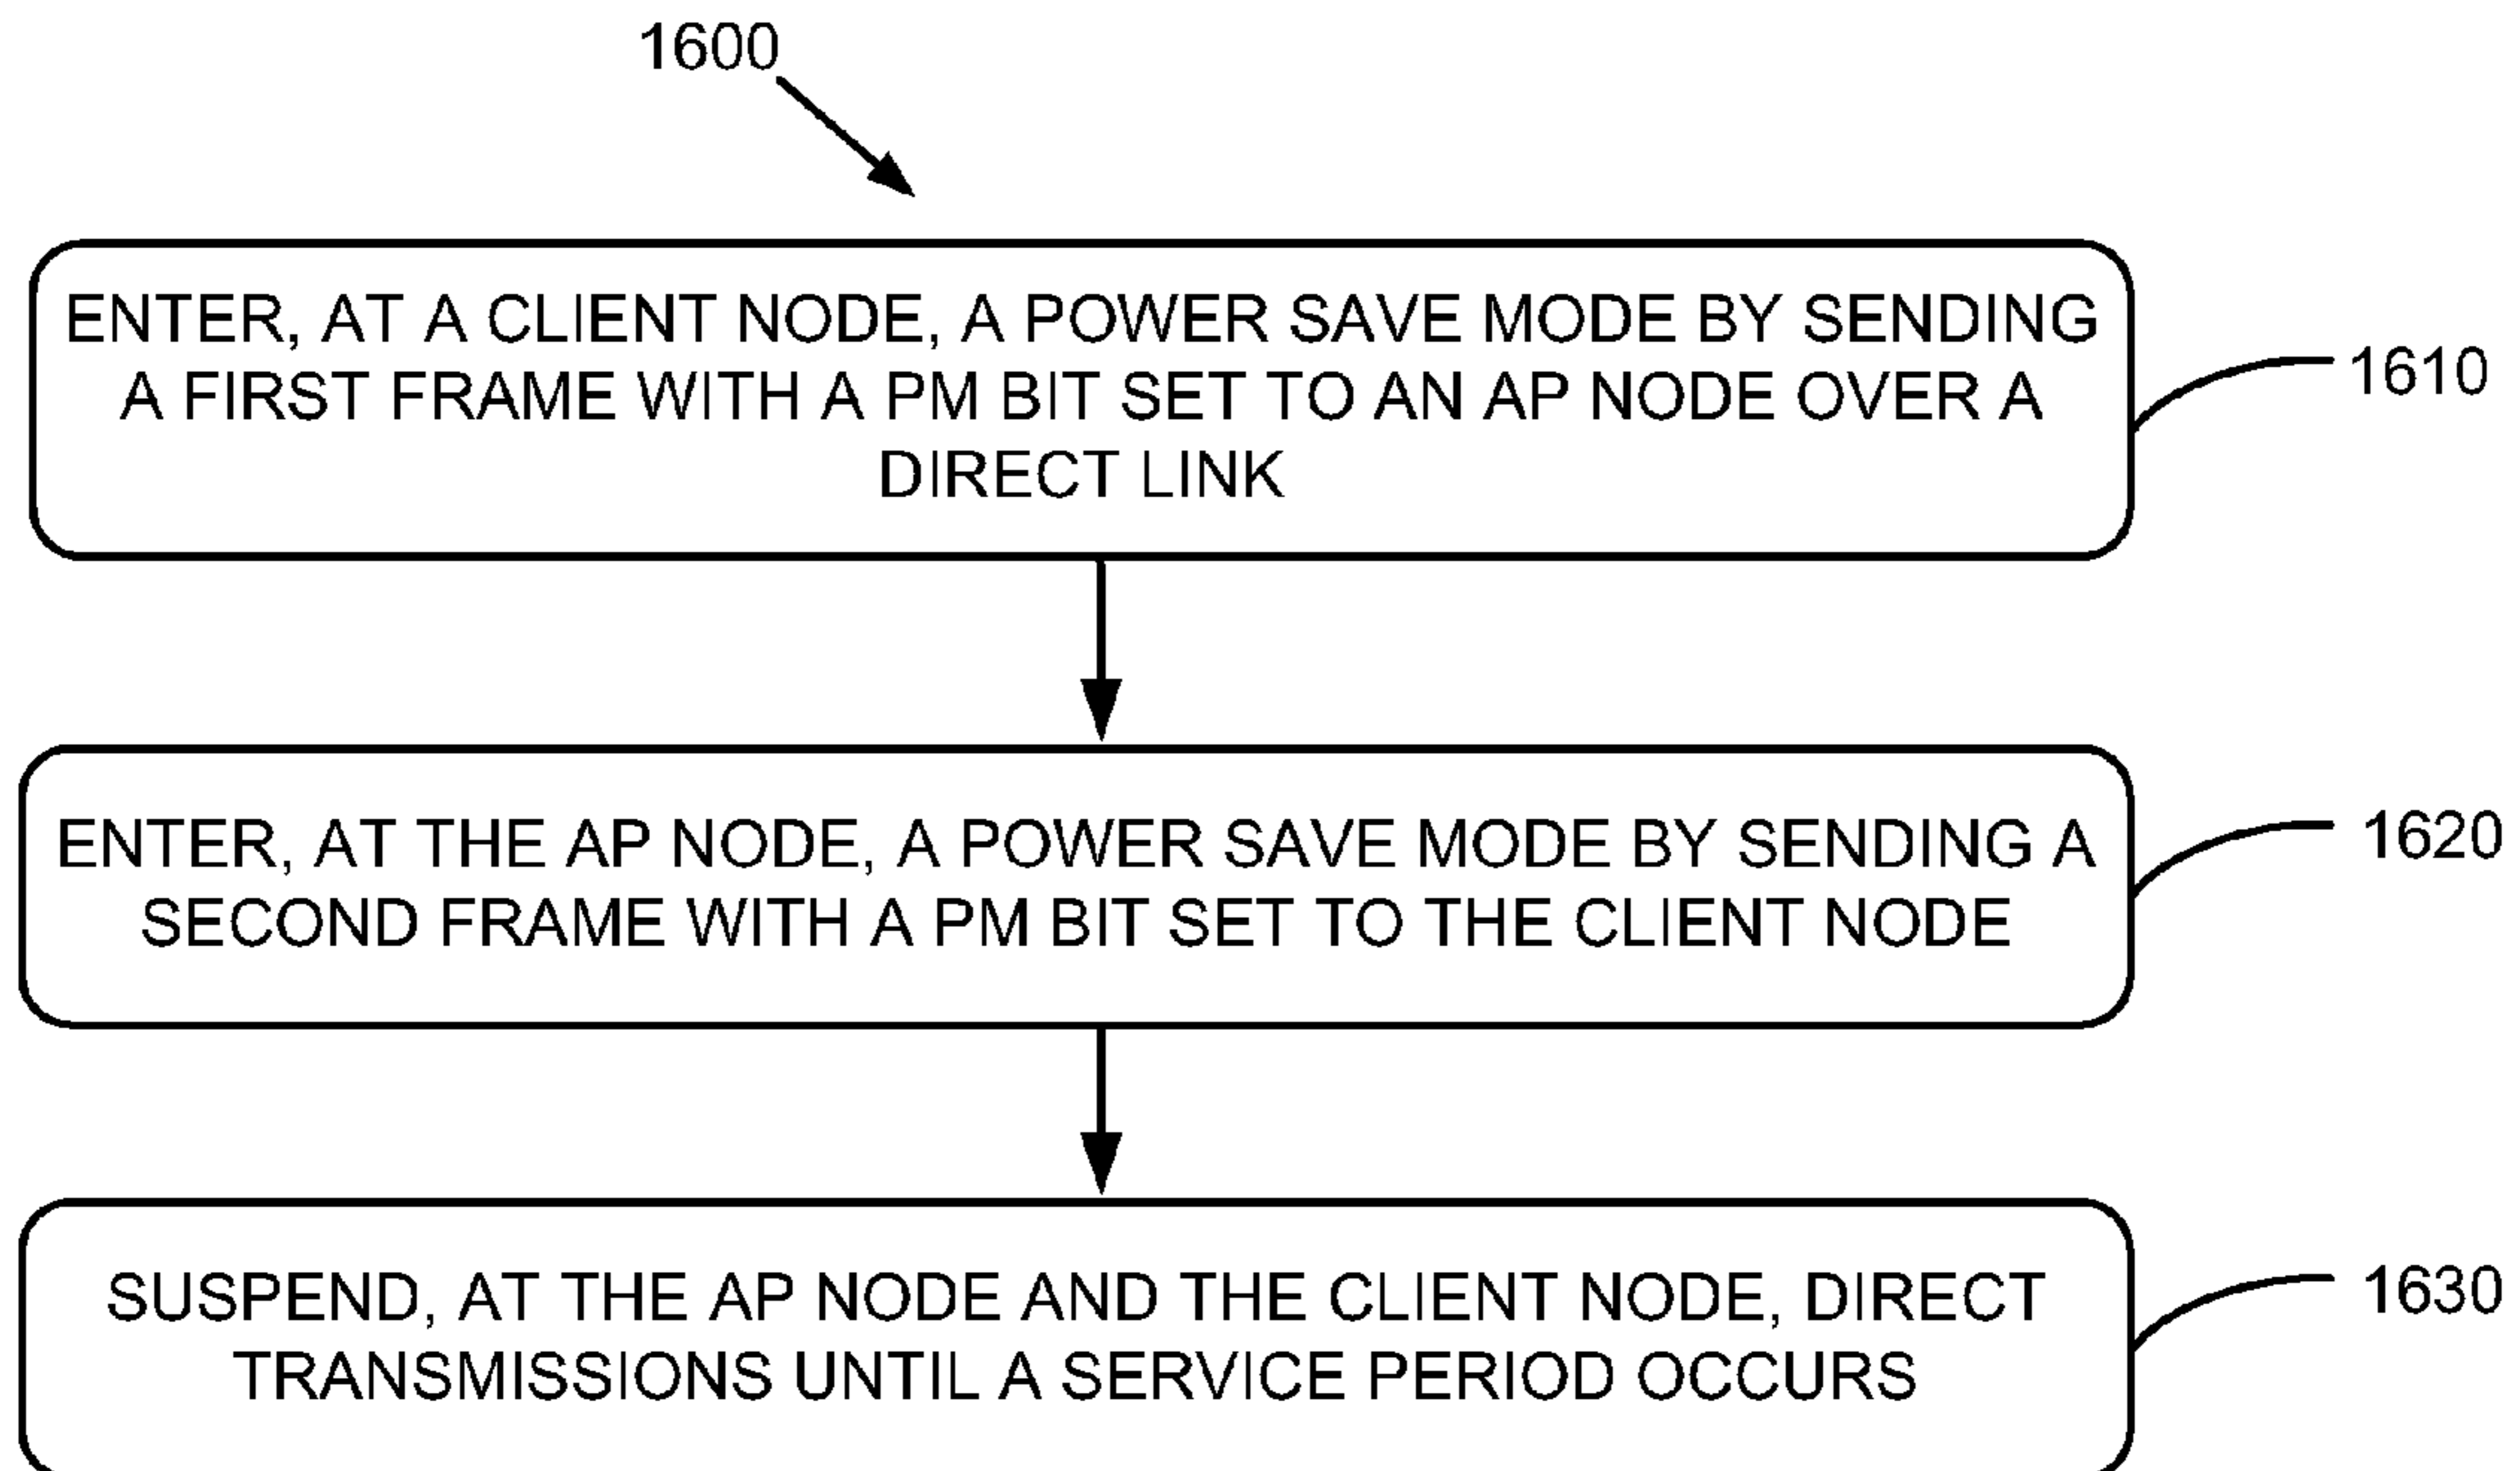 1600
ENTER, AT A CLIENT NODE, A POWER SAVE MODE BY SENDING
A FIRST FRAME WITH A PM BIT SET TO AN AP NODE OVER A
DIRECT LINK
1610
ENTER, AT THE AP NODE, A POWER SAVE MODE BY SENDING A
SECOND FRAME WITH A PM BIT SET TO THE CLIENT NODE
1620
SUSPEND, AT THE AP NODE AND THE CLIENT NODE, DIRECT
TRANSMISSIONS UNTIL A SERVICE PERIOD OCCURS
1630